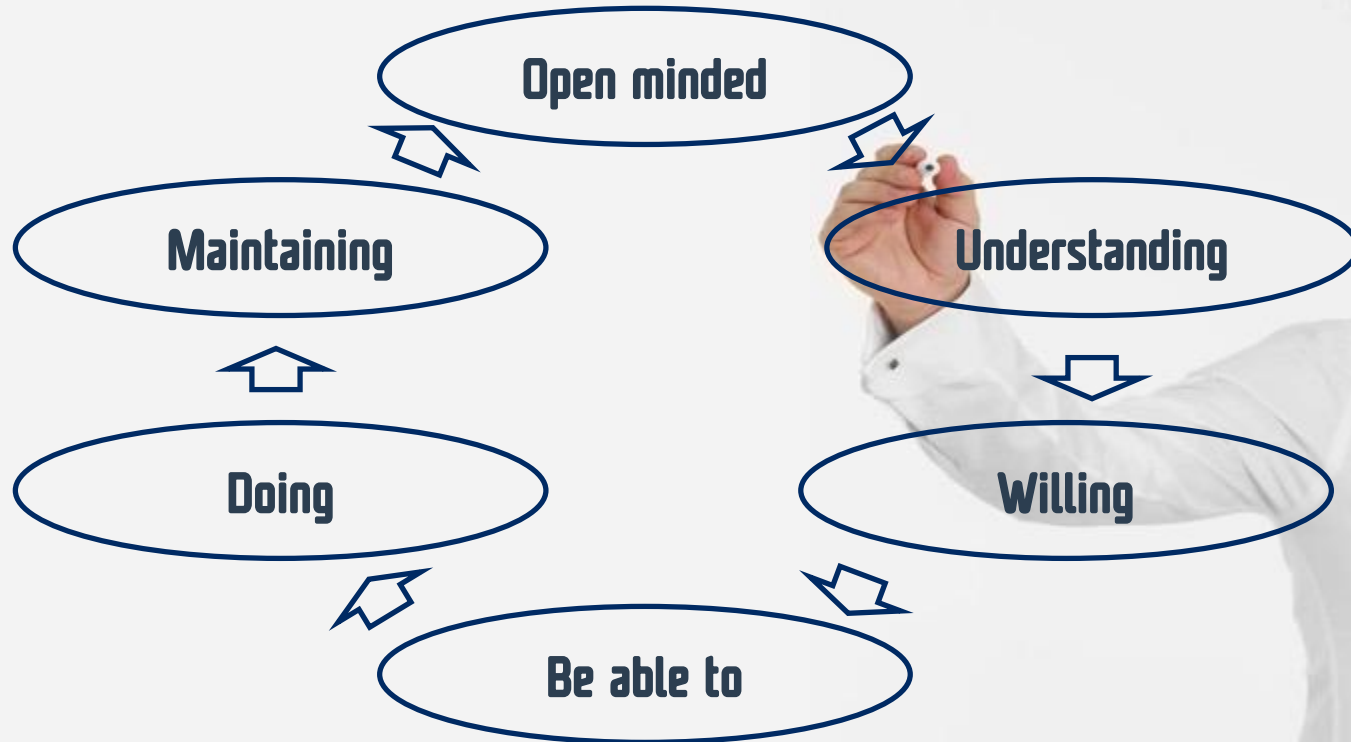 Open minded
Understanding
Willing
Be able to
Doing
Maintaining